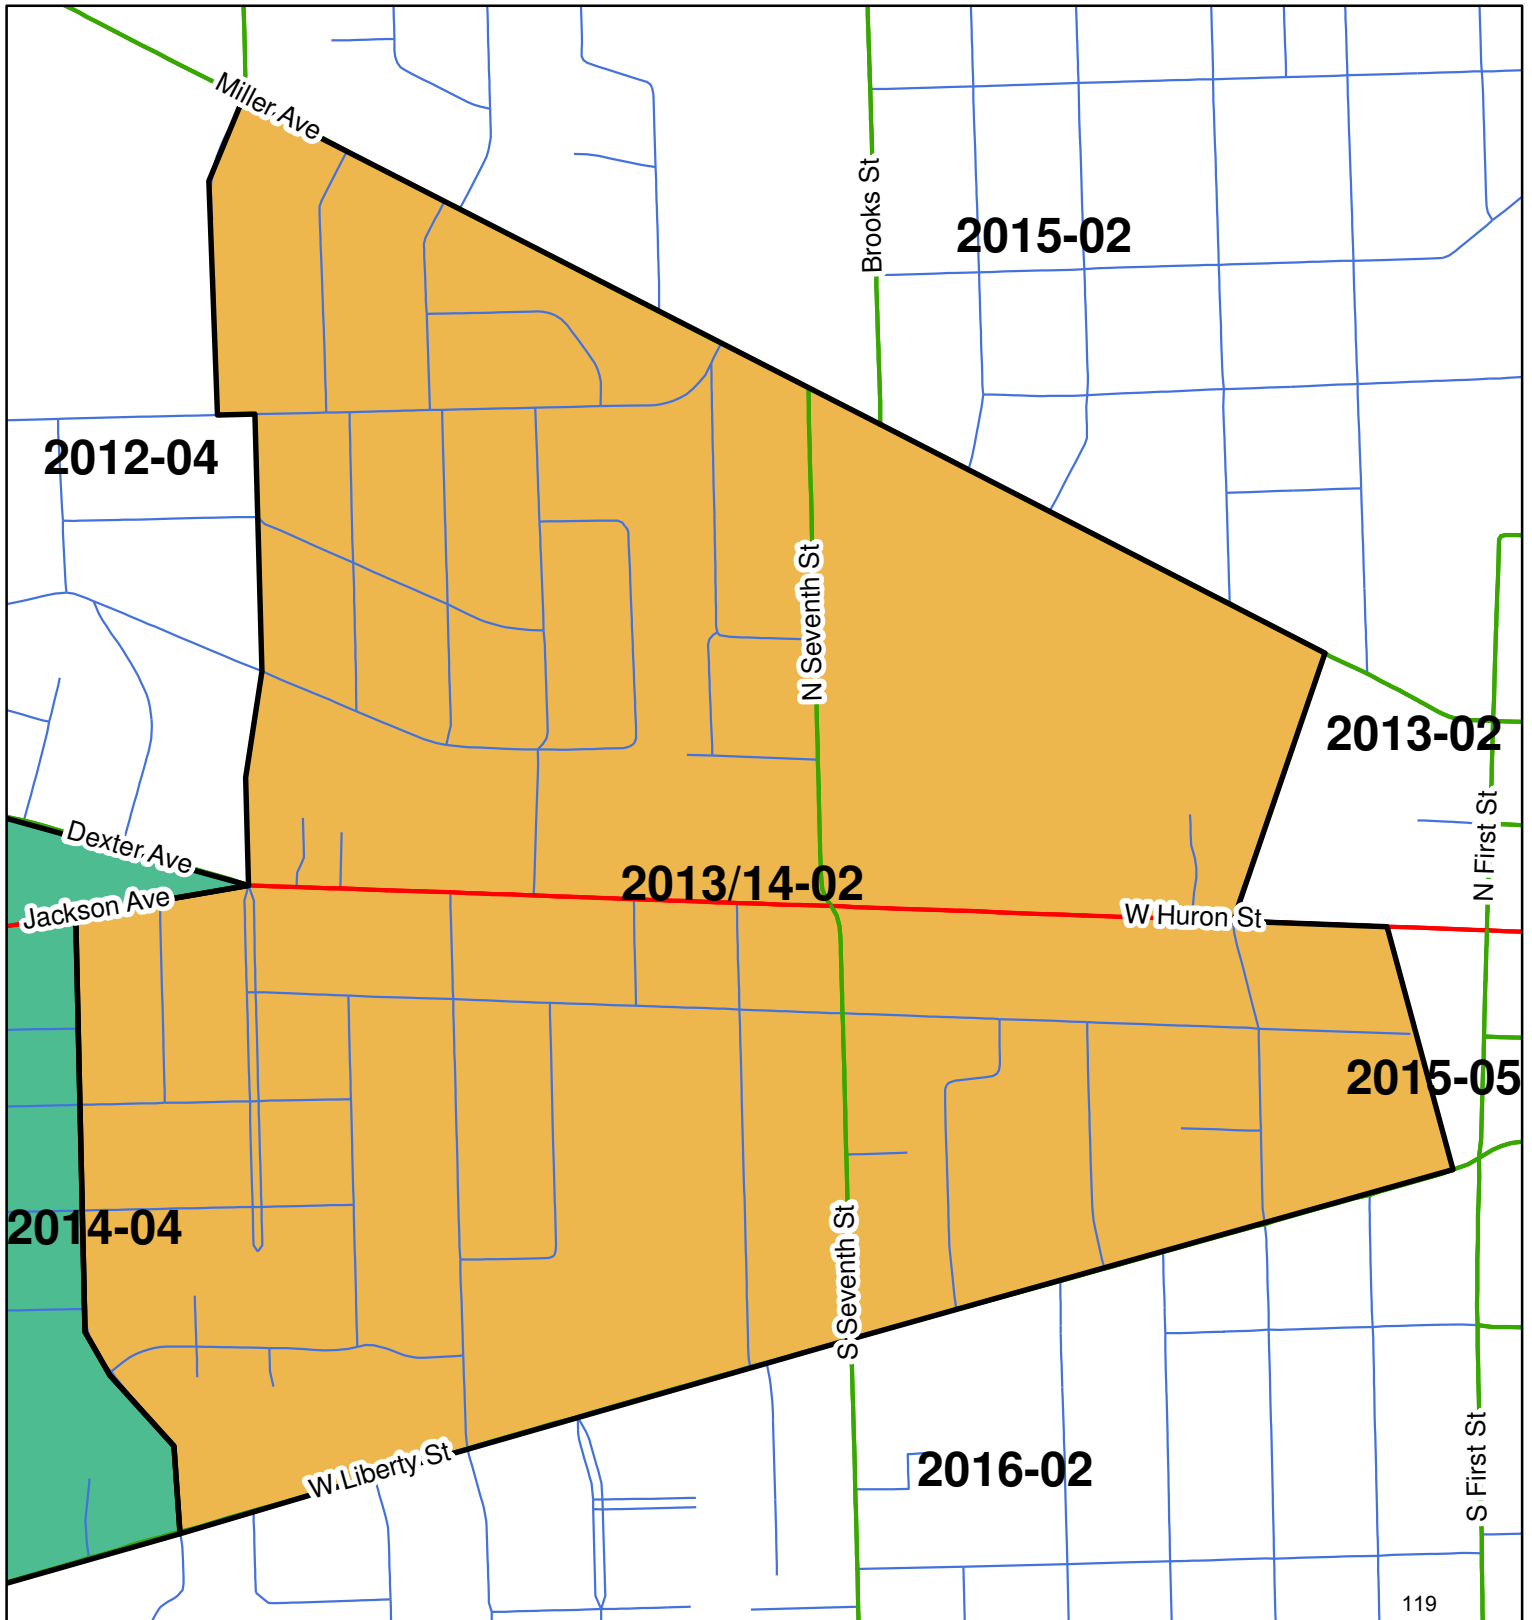 Miller Ave
Brooks St
2015-02
2012-04
N Seventh St
2013-02
N First St
Dexter Ave
Jackson Ave
2013/14-02
W Huron St
2015-05
2014-04
S Seventh St
W Liberty St
2016-02
S First St
119